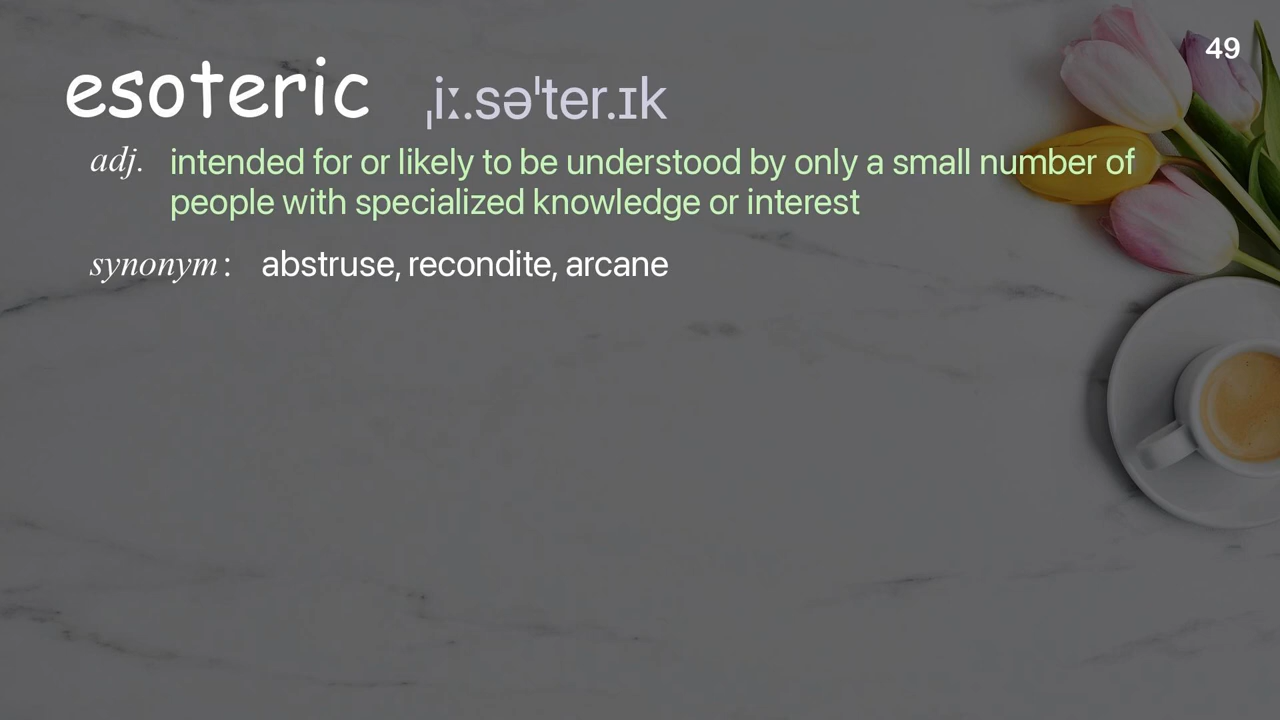 49
esoteric ˌiː.səˈter.ɪk
adj. intended for or likely to be understood by only a small number of
people with specialized knowledge or interest
synonym : abstruse, recondite, arcane